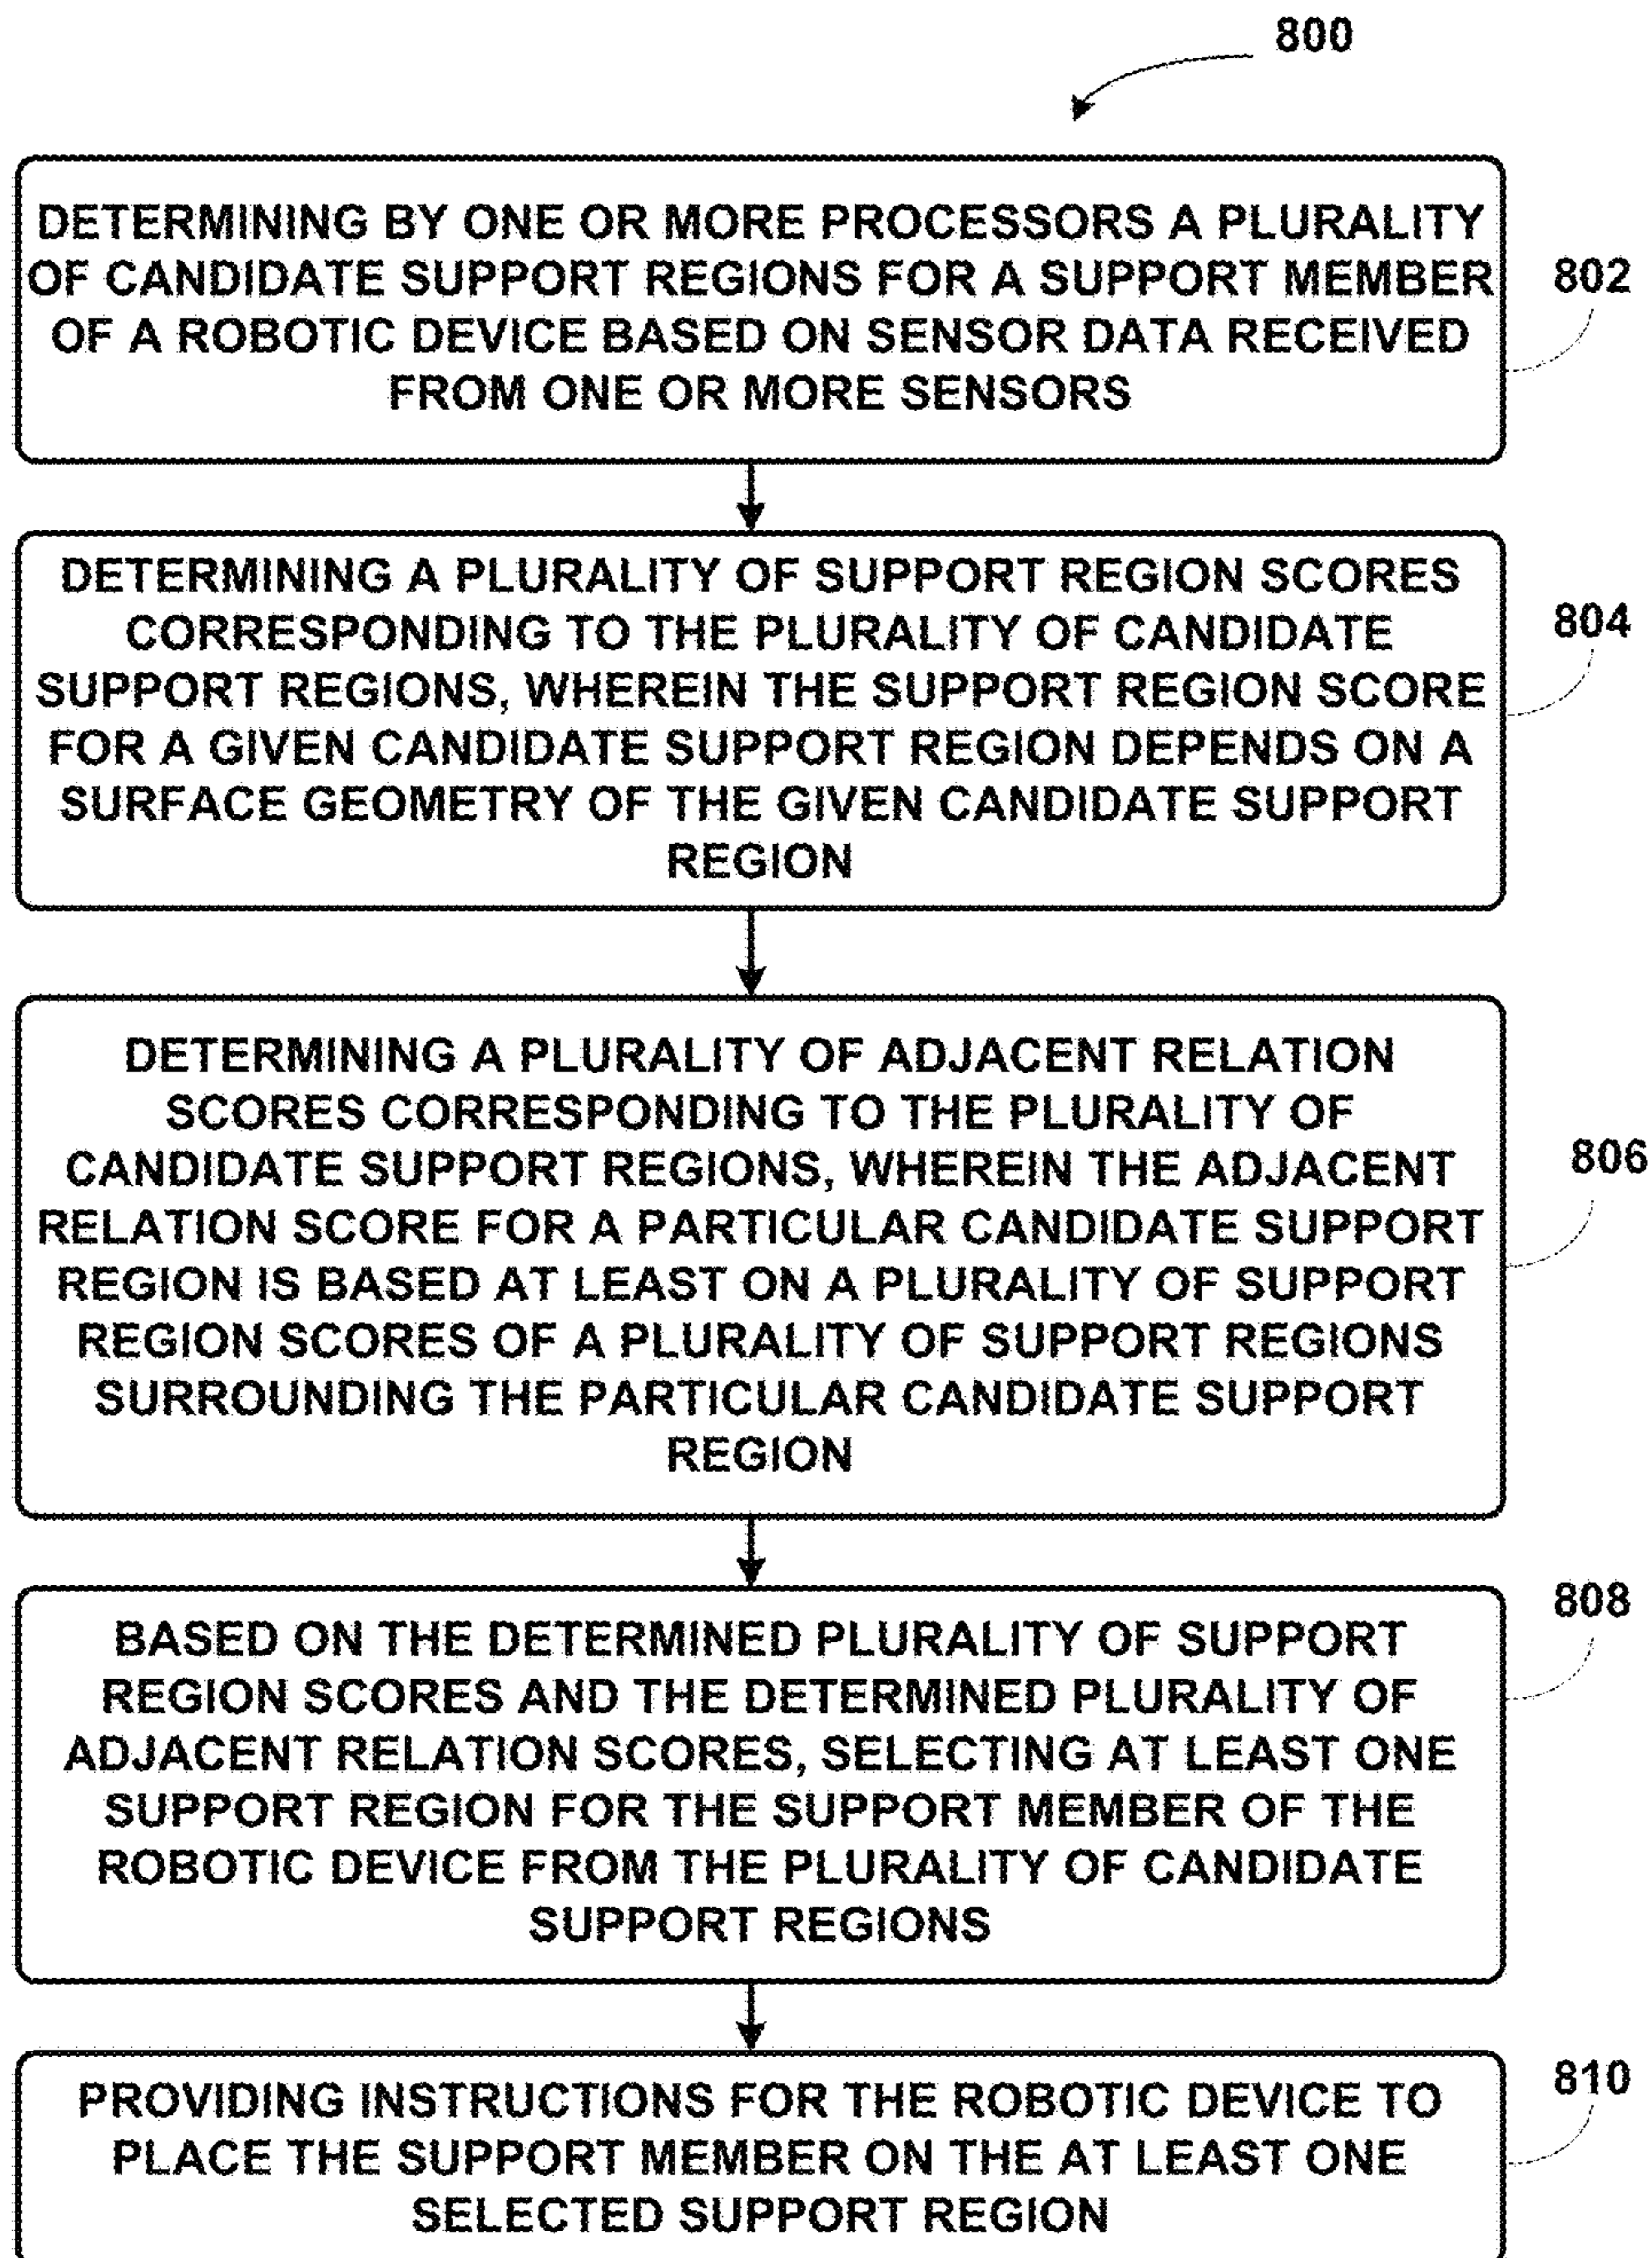 800
DETERMINING BY ONE OR MORE PROCESSORS A PLURALITY
OF CANDIDATE SUPPORT REGIONS FOR A SUPPORT MEMBER
OF A ROBOTIC DEVICE BASED ON SENSOR DATA RECEIVED
FROM ONE OR MORE SENSORS
802
DETERMINING A PLURALITY OF SUPPORT REGION SCORES
CORRESPONDING TO THE PLURALITY OF CANDIDATE
SUPPORT REGIONS, WHEREIN THE SUPPORT REGION SCORE
FOR A GIVEN CANDIDATE SUPPORT REGION DEPENDS ON A
SURFACE GEOMETRY OF THE GIVEN CANDIDATE SUPPORT
REGION
804
DETERMINING A PLURALITY OF ADJACENT RELATION
SCORES CORRESPONDING TO THE PLURALITY OF
CANDIDATE SUPPORT REGIONS, WHEREIN THE ADJACENT
RELATION SCORE FOR A PARTICULAR CANDIDATE SUPPORT
REGION IS BASED AT LEAST ON A PLURALITY OF SUPPORT
REGION SCORES OF A PLURALITY OF SUPPORT REGIONS
SURROUNDING THE PARTICULAR CANDIDATE SUPPORT
REGION
806
BASED ON THE DETERMINED PLURALITY OF SUPPORT
REGION SCORES AND THE DETERMINED PLURALITY OF
ADJACENT RELATION SCORES, SELECTING AT LEAST ONE
SUPPORT REGION FOR THE SUPPORT MEMBER OF THE
ROBOTIC DEVICE FROM THE PLURALITY OF CANDIDATE
SUPPORT REGIONS
808
PROVIDING INSTRUCTIONS FOR THE ROBOTIC DEVICE TO
PLACE THE SUPPORT MEMBER ON THE AT LEAST ONE
SELECTED SUPPORT REGION
810